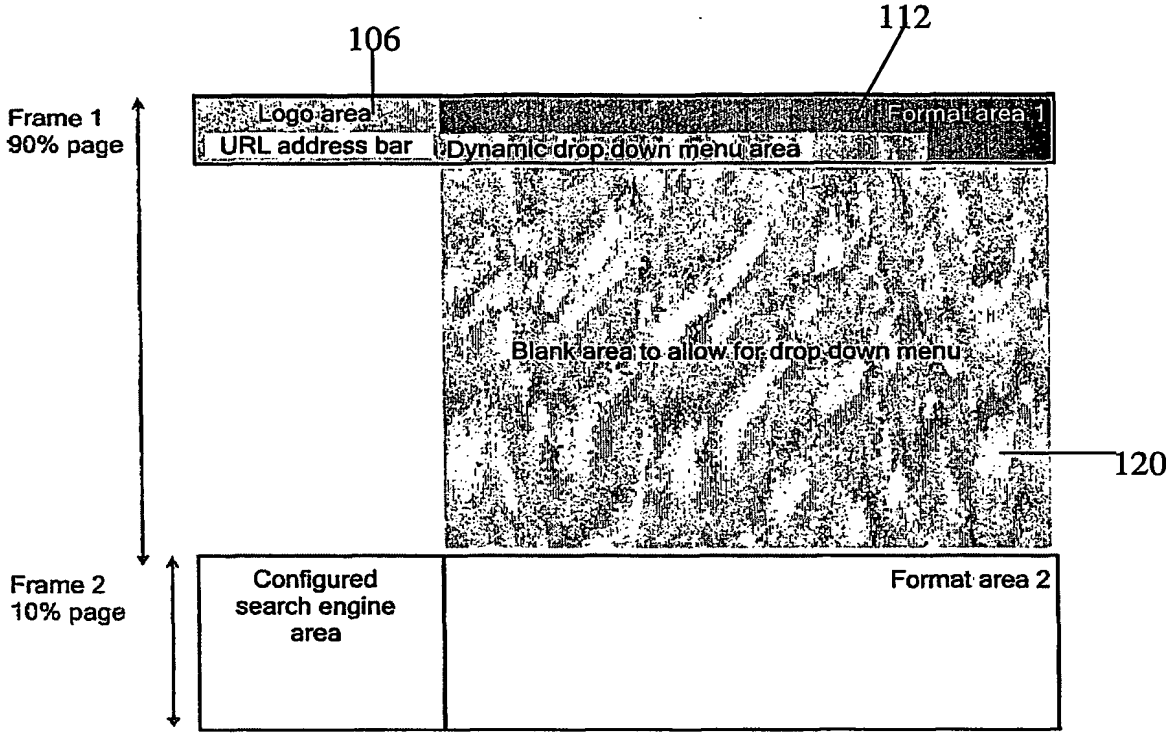 106
112
Frame 1
90% page
Logo area
Format area 1
URL address bar
Dynamic drop down menu area
Blank area to allow for drop down menu
120
Frame 2
10% page
Configured
search engine
area
Format area 2